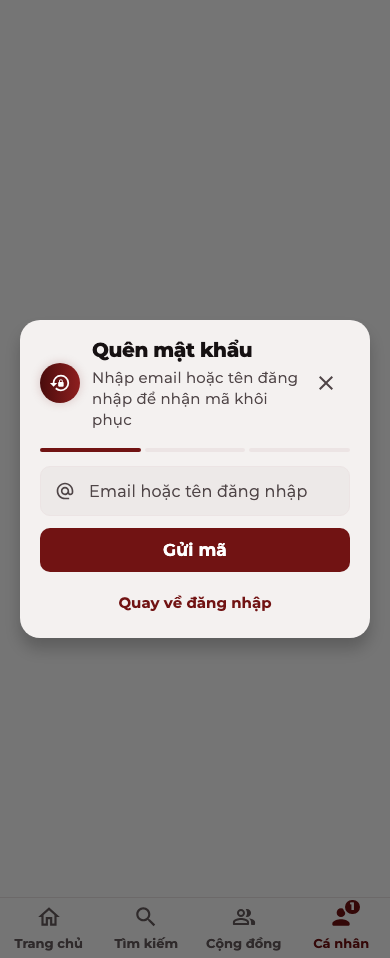 Quên mật khẩu
Nhập email hoặc tên đăng
nhập để nhận mã khôi
phục
Email hoặc tên đăng nhập
Gửi mã
Quay về đăng nhập
1
Trang chủ
Tìm kiếm
Cộng đồng
Cá nhân